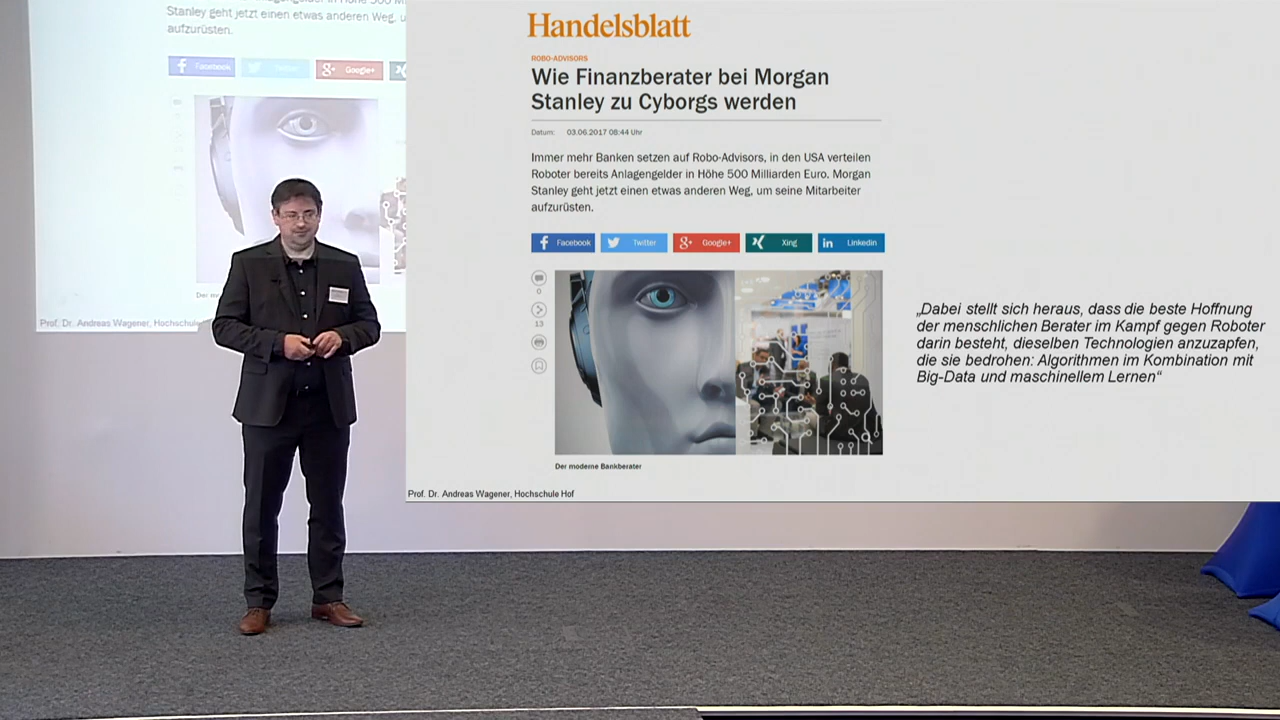 Stanley geht jetzt einen etwas anderen Weg, u
aufzurüsten.
Facebook
Twitter
Google+
Prof. Dr. Andreas Wagener, Hochschule
Handelsblatt
ROBO-ADVISORS
Wie Finanzberater bei Morgan
Stanley zu Cyborgs werden
Datum: 03.06.2017 08:44 Uhr
Immer mehr Banken setzen auf Robo-Advisors, in den USA verteilen
Roboter bereits Anlagengelder in Höhe 500 Milliarden Euro. Morgan
Stanley geht jetzt einen etwas anderen Weg, um seine Mitarbeiter
aufzurüsten.
Facebook Twitter Google+ Xing Linkedin
0
13
Der moderne Bankberater
„Dabei stellt sich heraus, dass die beste Hoffnung
der menschlichen Berater im Kampf gegen Roboter
darin besteht, dieselben Technologien anzuzapfen,
die sie bedrohen: Algorithmen im Kombination mit
Big-Data und maschinellem Lernen“
Prof. Dr. Andreas Wagener, Hochschule Hof